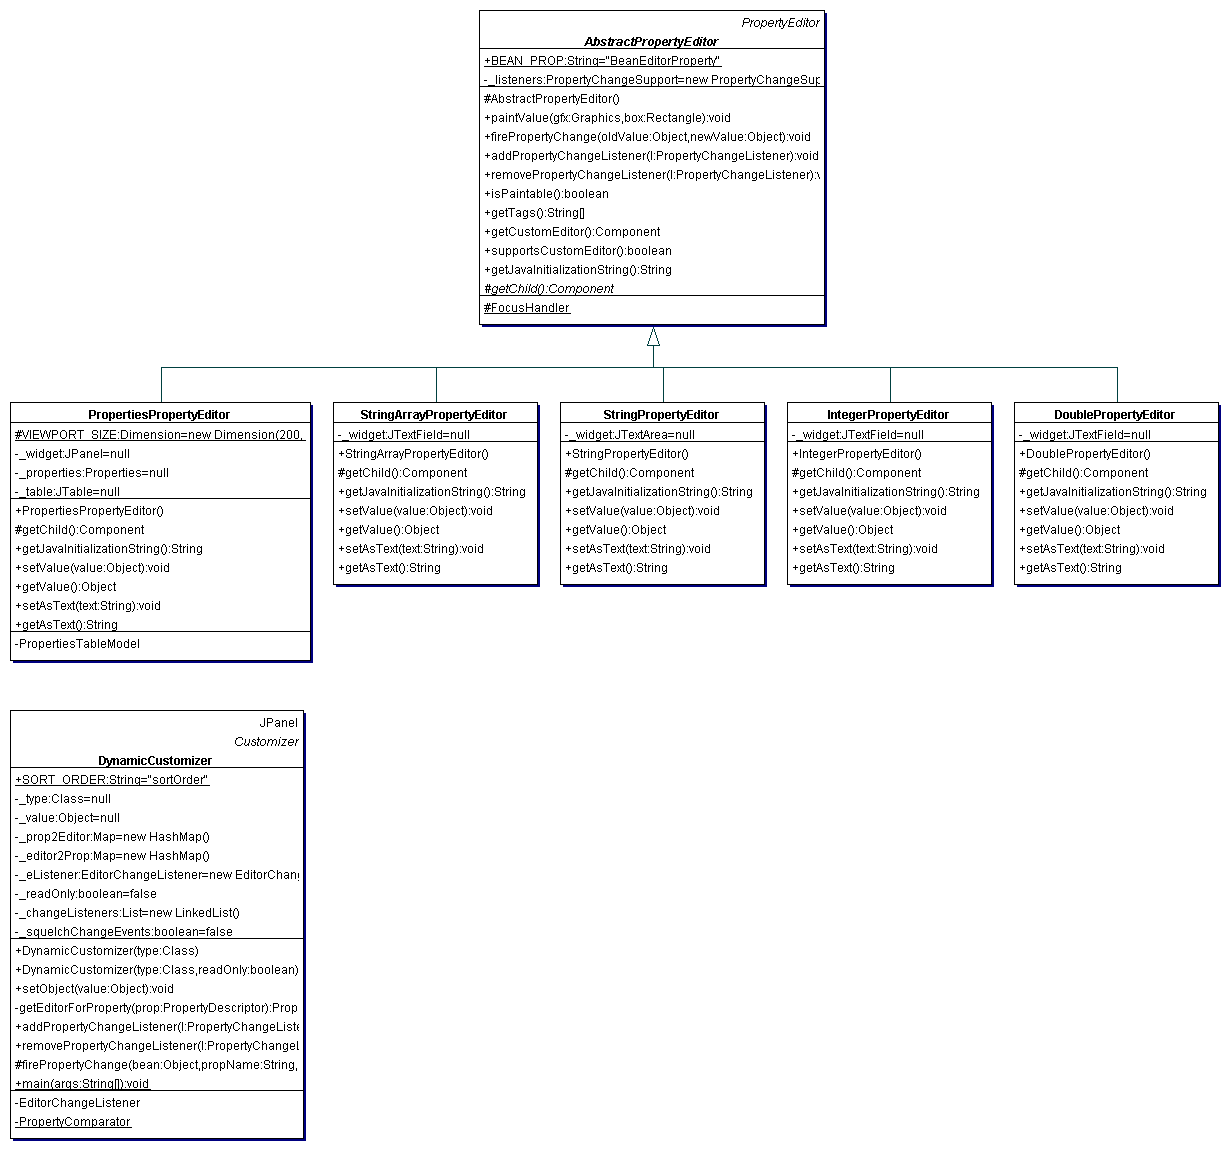 PropertyEditor
AbstractPropertyEditor
+BEAN_PROP:String="BeanEditorProperty"
-_listeners:PropertyChangeSupport=new PropertyChangeSup
#AbstractPropertyEditor()
+paintValue(gfx:Graphics,box:Rectangle):void
+firePropertyChange(oldValue:Object,newValue:Object):void
+addPropertyChangeListener(l:PropertyChangeListener):void
+removePropertyChangeListener(l:PropertyChangeListener):v
+isPaintable():boolean
+getTags():String[]
+getCustomEditor():Component
+supportsCustomEditor():boolean
+getJavaInitializationString():String
#getChild():Component
#FocusHandler
PropertiesPropertyEditor
#VIEWPORT_SIZE:Dimension=new Dimension(200,
-_widget:JPanel=null
-_properties:Properties=null
-_table:JTable=null
+PropertiesPropertyEditor()
#getChild():Component
+getJavaInitializationString():String
+setValue(value:Object):void
+getValue():Object
+setAsText(text:String):void
+getAsText():String
-PropertiesTableModel
StringArrayPropertyEditor
-_widget:JTextField=null
+StringArrayPropertyEditor()
#getChild():Component
+getJavaInitializationString():String
+setValue(value:Object):void
+getValue():Object
+setAsText(text:String):void
+getAsText():String
StringPropertyEditor
-_widget:JTextArea=null
+StringPropertyEditor()
#getChild():Component
+getJavaInitializationString():String
+setValue(value:Object):void
+getValue():Object
+setAsText(text:String):void
+getAsText():String
IntegerPropertyEditor
-_widget:JTextField=null
+IntegerPropertyEditor()
#getChild():Component
+getJavaInitializationString():String
+setValue(value:Object):void
+getValue():Object
+setAsText(text:String):void
+getAsText():String
DoublePropertyEditor
-_widget:JTextField=null
+DoublePropertyEditor()
#getChild():Component
+getJavaInitializationString():String
+setValue(value:Object):void
+getValue():Object
+setAsText(text:String):void
+getAsText():String
JPanel
Customizer
DynamicCustomizer
+SORT_ORDER:String="sortOrder"
-_type:Class=null
-_value:Object=null
-_prop2Editor:Map=new HashMap()
-_editor2Prop:Map=new HashMap()
-_eListener:EditorChangeListener=new EditorChang
-_readOnly:boolean=false
-_changeListeners:List=new LinkedList()
-_squelchChangeEvents:boolean=false
+DynamicCustomizer(type:Class)
+DynamicCustomizer(type:Class,readOnly:boolean)
+setObject(value:Object):void
-getEditorForProperty(prop:PropertyDescriptor):Prop
+addPropertyChangeListener(l:PropertyChangeListe
+removePropertyChangeListener(l:PropertyChangeL
#firePropertyChange(bean:Object,propName:String,
+main(args:String[]):void
-EditorChangeListener
-PropertyComparator